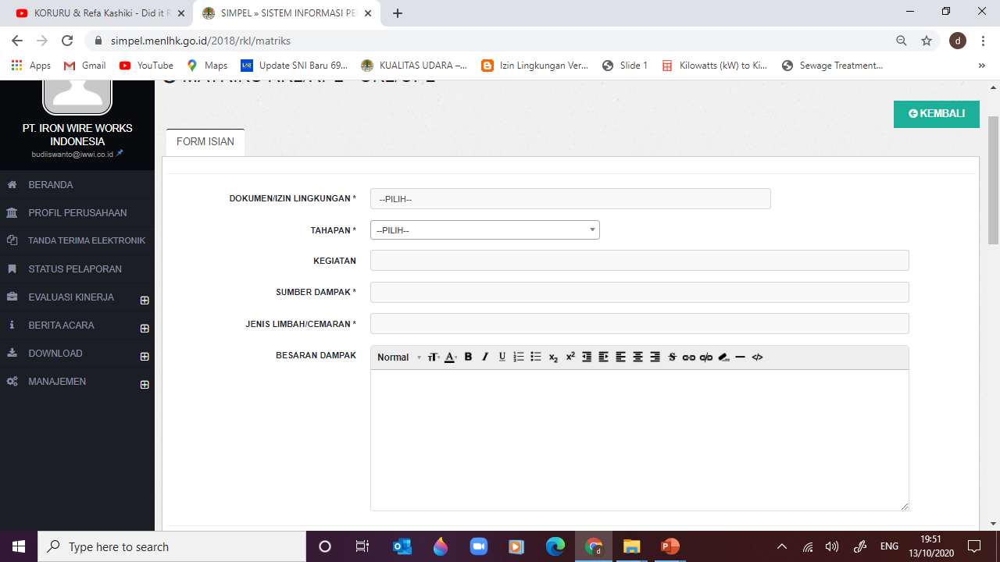 KORURU & Refa Kashiki - Did it R
SIMPEL » SISTEM INFORMASI PE
simpel.menlhk.go.id/2018/rkl/matriks
d
Apps
Gmail
YouTube
Maps
Update SNI Baru 69...
KUALITAS UDARA –...
Izin Lingkungan Ver...
Slide 1
Kilowatts (kW) to Ki...
Sewage Treatment...
»
PT. IRON WIRE WORKS
INDONESIA
budiiswanto@iwwi.co.id
BERANDA
PROFIL PERUSAHAAN
TANDA TERIMA ELEKTRONIK
STATUS PELAPORAN
EVALUASI KINERJA
BERITA ACARA
DOWNLOAD
MANAJEMEN
KEMBALI
FORM ISIAN
DOKUMEN/IZIN LINGKUNGAN *
--PILIH--
TAHAPAN *
--PILIH--
KEGIATAN
SUMBER DAMPAK *
JENIS LIMBAH/CEMARAN *
BESARAN DAMPAK
Normal
Type here to search
ENG
19:51
13/10/2020